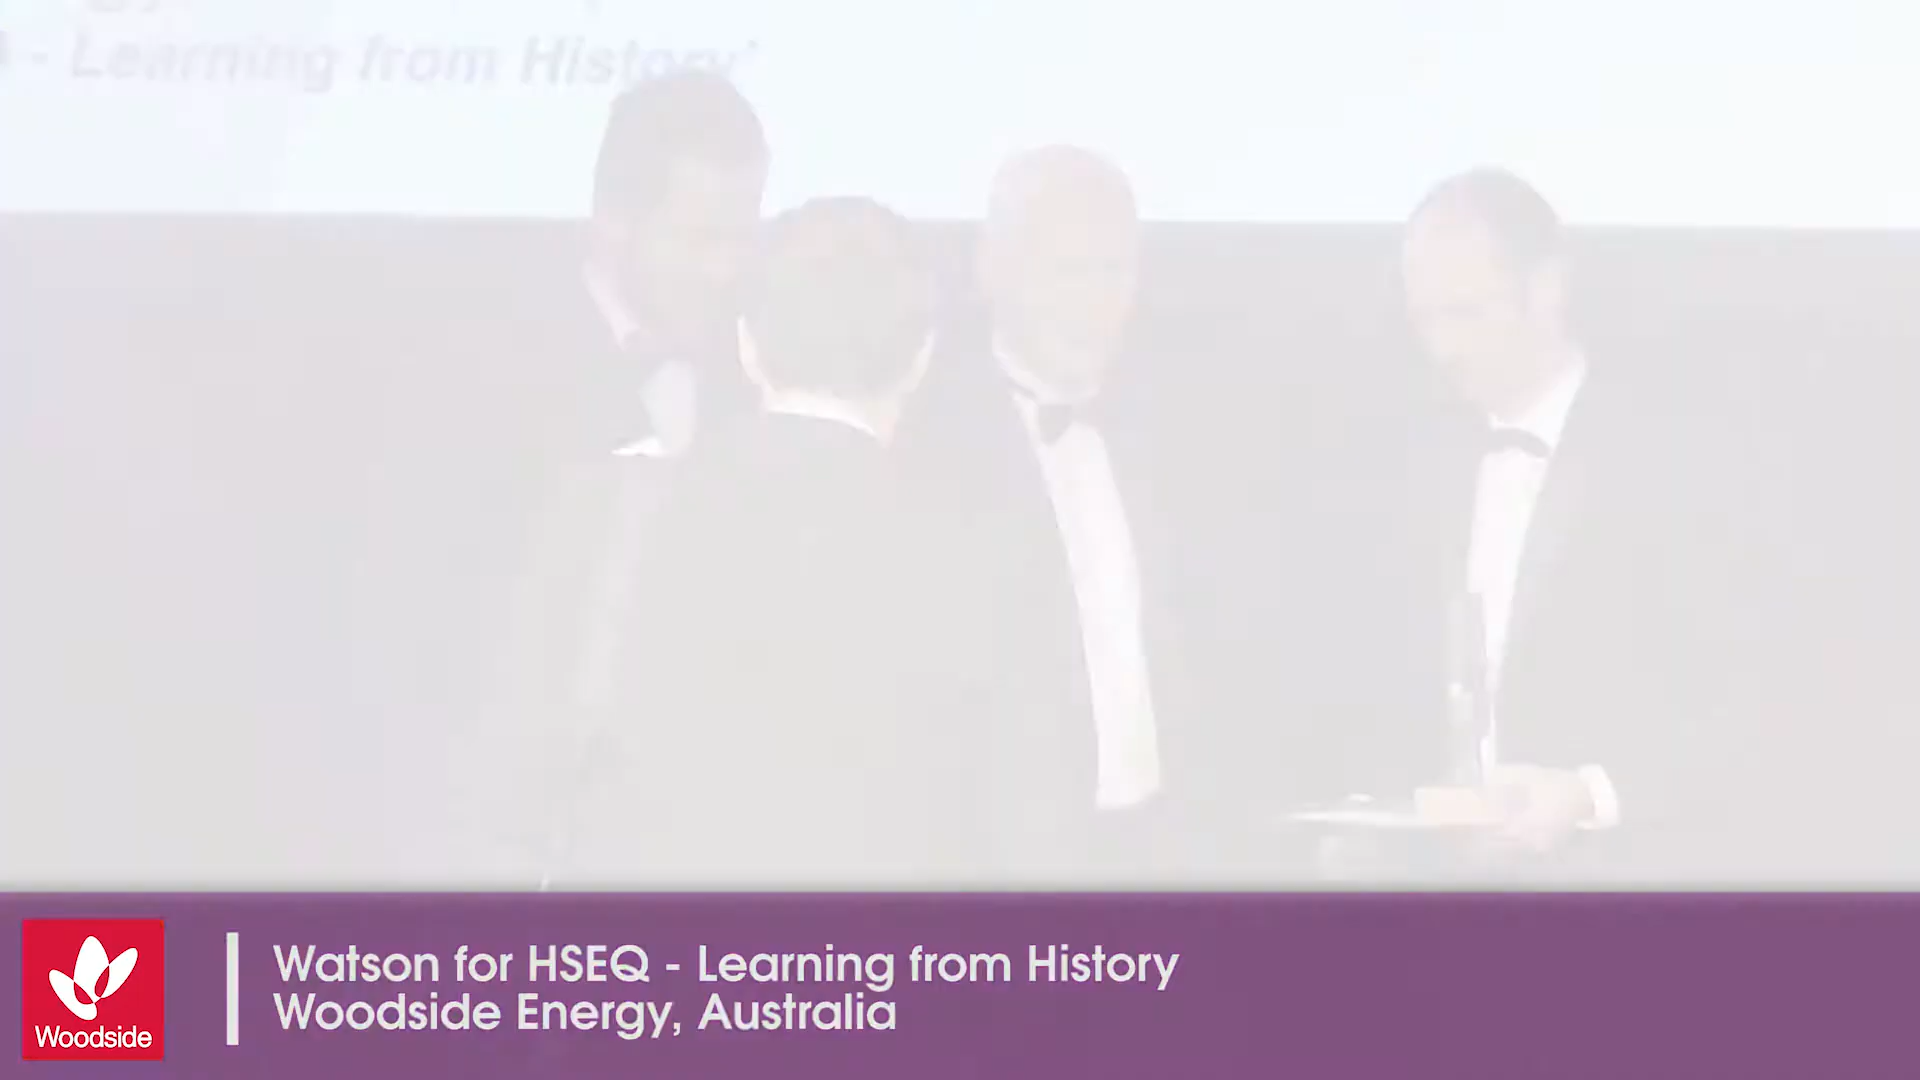 - Learning from History'
Watson for HSEQ - Learning from History
Woodside Energy, Australia
Woodside